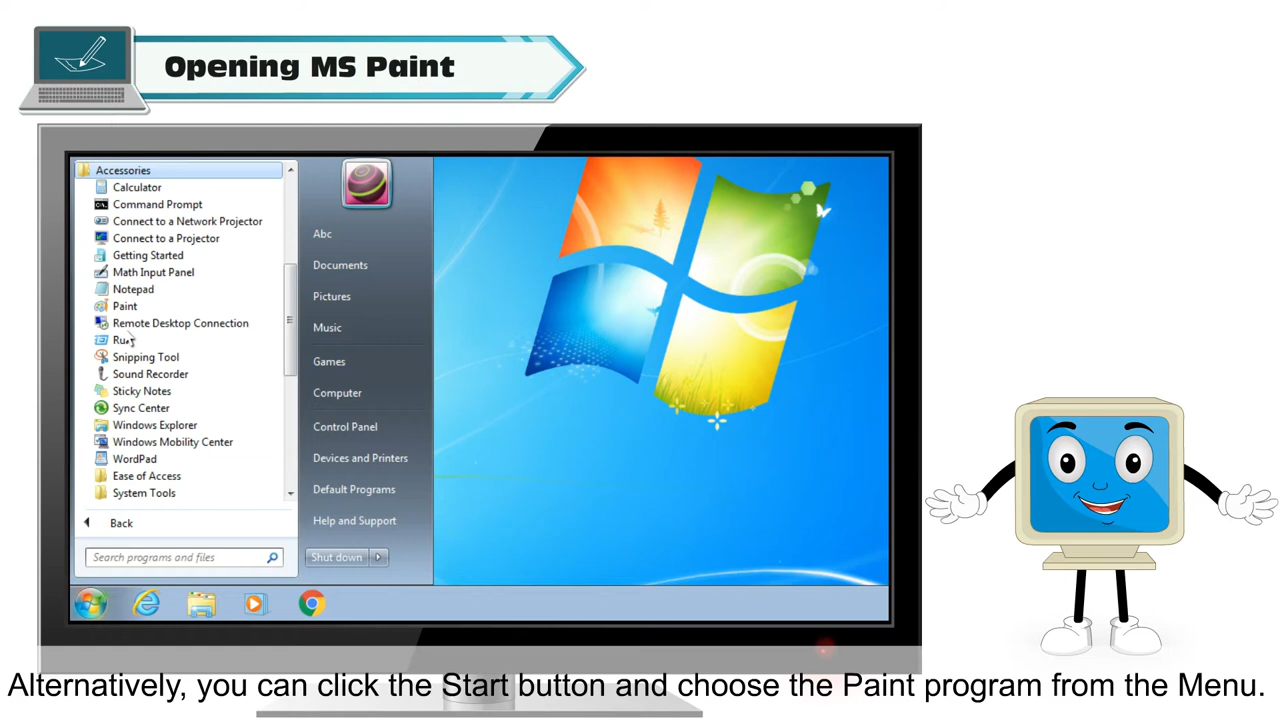 Opening MS Paint
Accessories
Calculator
Command Prompt
Connect to a Network Projector
Connect to a Projector
Getting Started
Math Input Panel
Notepad
Paint
Remote Desktop Connection
Run
Snipping Tool
Sound Recorder
Sticky Notes
Sync Center
Windows Explorer
Windows Mobility Center
WordPad
Ease of Access
System Tools
Back
Search programs and files
Abc
Documents
Pictures
Music
Games
Computer
Control Panel
Devices and Printers
Default Programs
Help and Support
Shut down
Alternatively, you can click the Start button and choose the Paint program from the Menu.